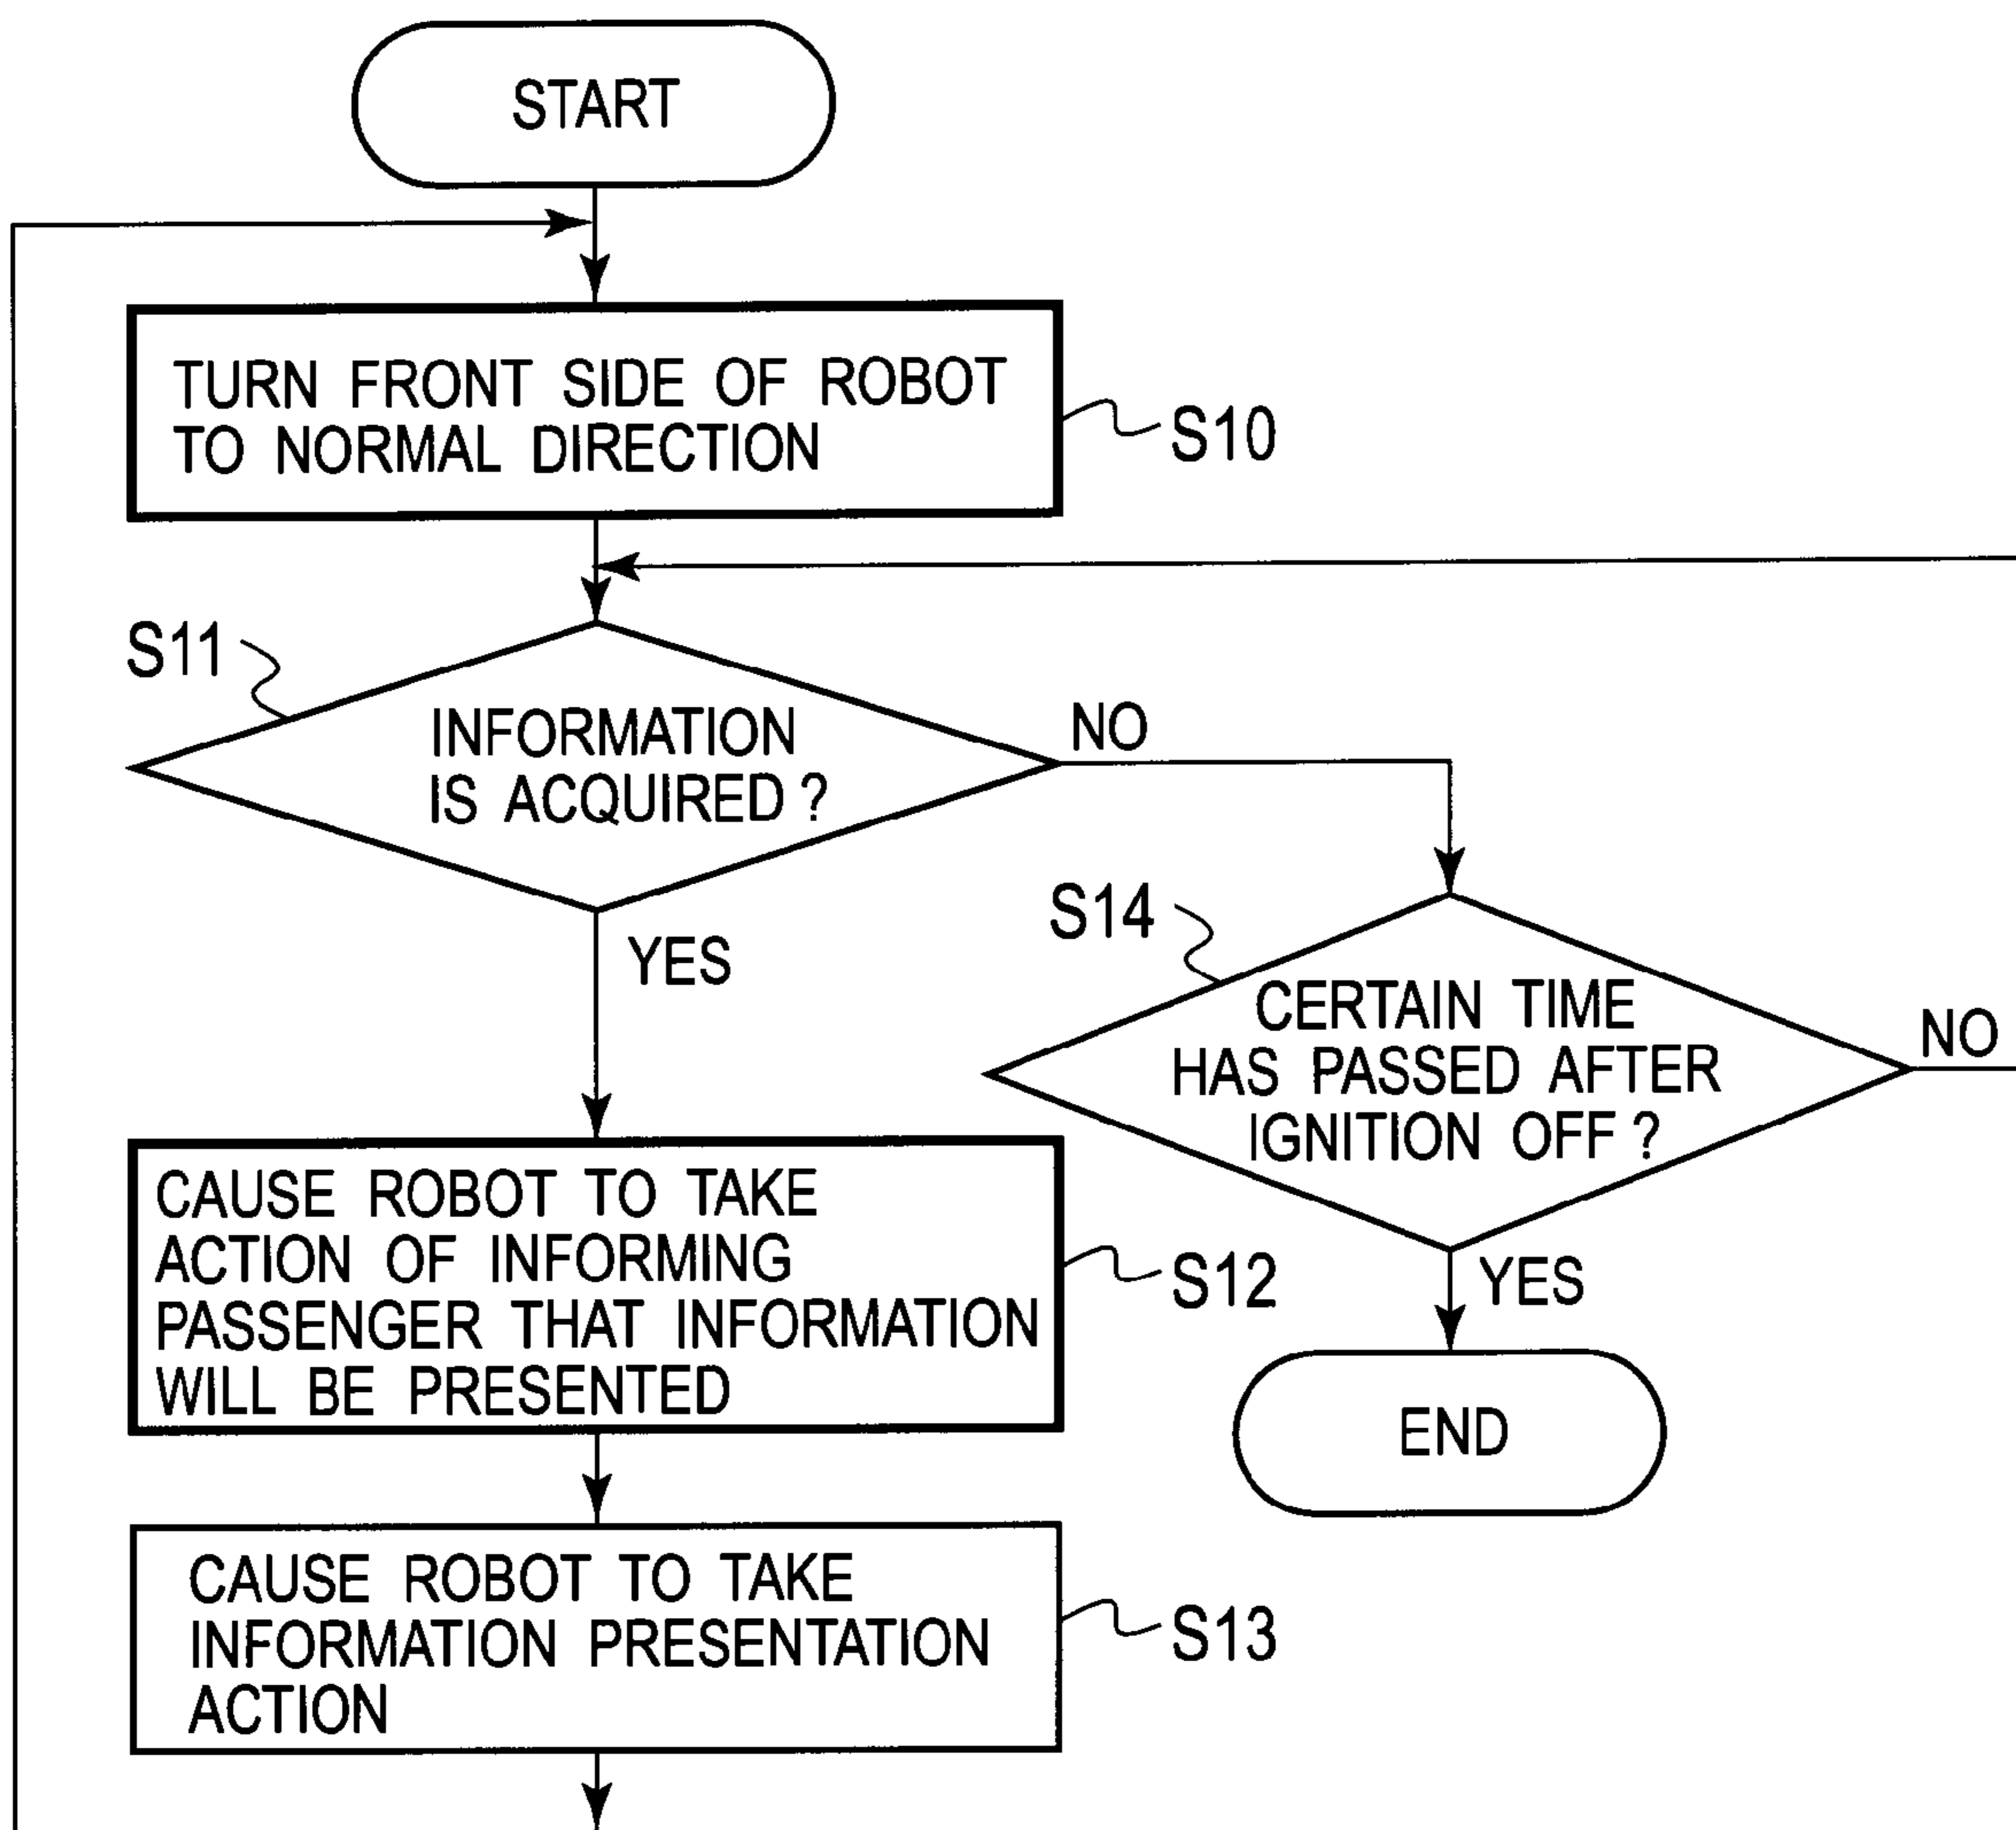 START
TURN FRONT SIDE OF ROBOT
TO NORMAL DIRECTION
S10
S11
INFORMATION
IS ACQUIRED ?
NO
YES
S14
CERTAIN TIME
HAS PASSED AFTER
IGNITION OFF ?
NO
YES
END
CAUSE ROBOT TO TAKE
ACTION OF INFORMING
PASSENGER THAT INFORMATION
WILL BE PRESENTED
S12
CAUSE ROBOT TO TAKE
INFORMATION PRESENTATION
ACTION
S13